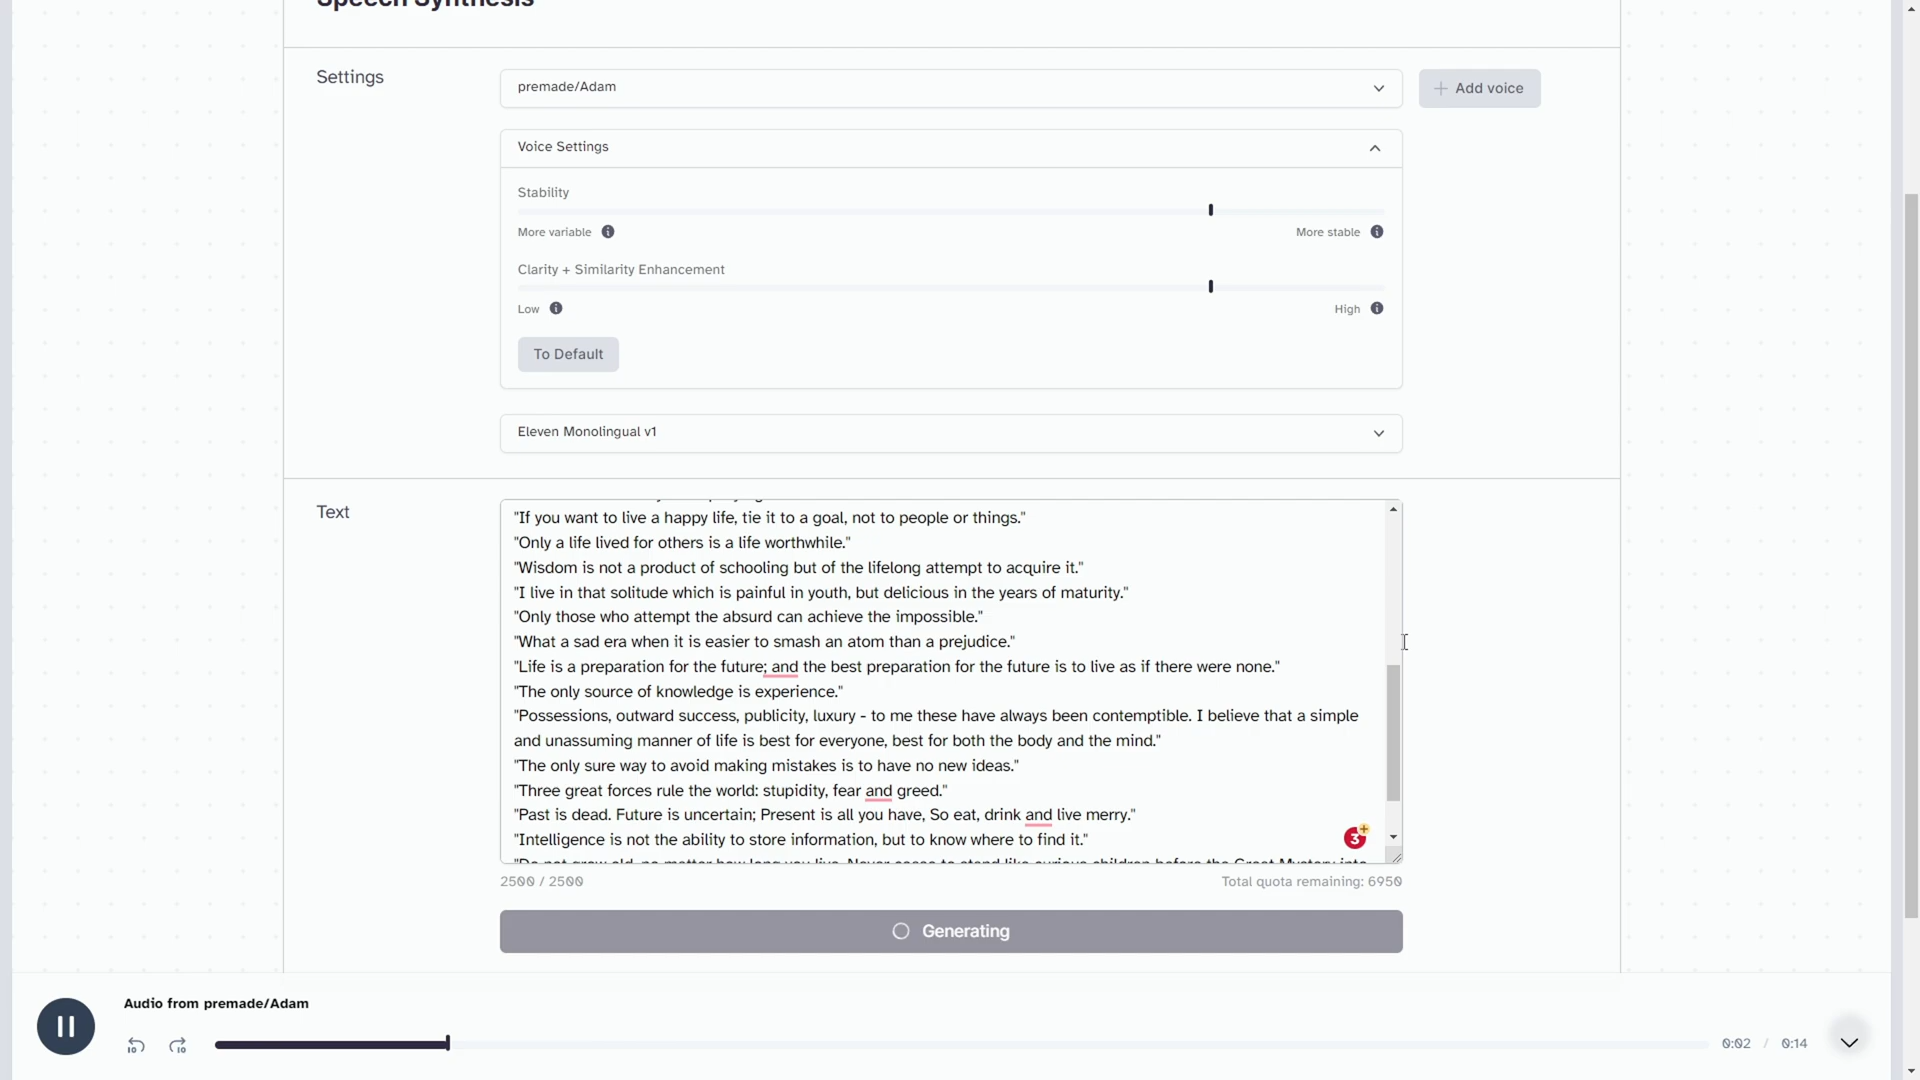 Speech Synthesis
Settings
premade/Adam
Add voice
Voice Settings
Stability
More variable
More stable
Clarity + Similarity Enhancement
Low
High
To Default
Eleven Monolingual v1
Text
"If you want to live a happy life, tie it to a goal, not to people or things."
"Only a life lived for others is a life worthwhile."
"Wisdom is not a product of schooling but of the lifelong attempt to acquire it."
"I live in that solitude which is painful in youth, but delicious in the years of maturity."
"Only those who attempt the absurd can achieve the impossible."
"What a sad era when it is easier to smash an atom than a prejudice."
"Life is a preparation for the future; and the best preparation for the future is to live as if there were none."
"The only source of knowledge is experience."
"Possessions, outward success, publicity, luxury - to me these have always been contemptible. I believe that a simple
and unassuming manner of life is best for everyone, best for both the body and the mind."
"The only sure way to avoid making mistakes is to have no new ideas."
"Three great forces rule the world: stupidity, fear and greed."
"Past is dead. Future is uncertain; Present is all you have, So eat, drink and live merry."
"Intelligence is not the ability to store information, but to know where to find it."
3
"Do not grow old, no matter how long you live. Never cease to stand like curious children before the Great Mystery into
2500 / 2500
Total quota remaining: 6950
Generating
Audio from premade/Adam
10
10
0:02 / 0:14